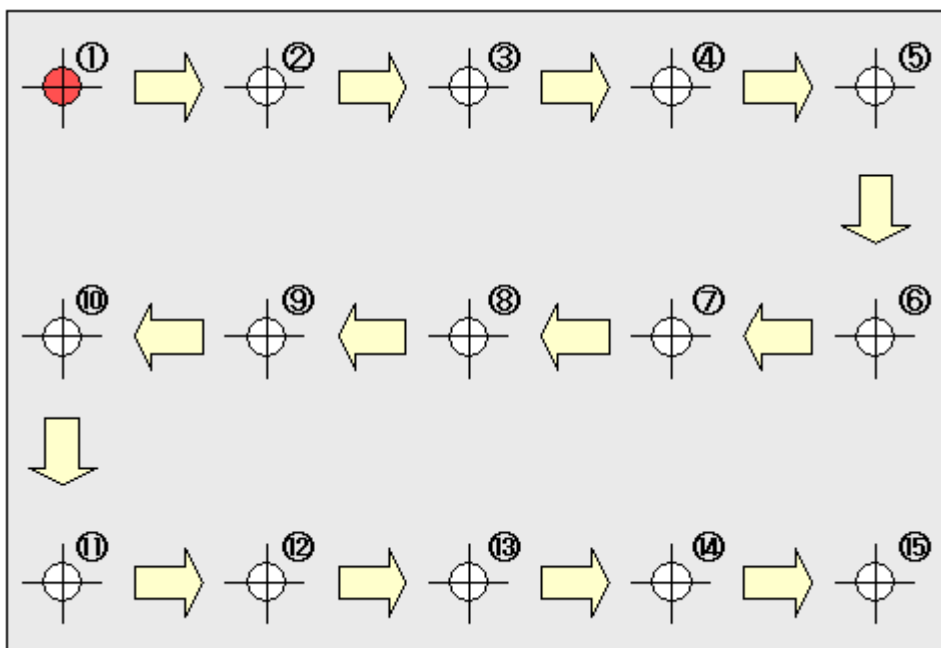 ① ② ③ ④ ⑤
⑩ ⑨ ⑧ ⑦ ⑥
⑪ ⑫ ⑬ ⑭ ⑮